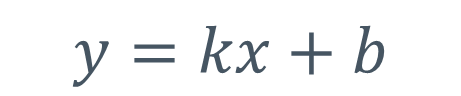 y = kx + b